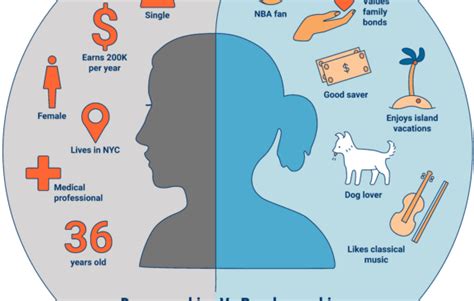 Single
Earns 200K
per year
Female
Lives in NYC
Medical
professional
36
years old
NBA fan
Values
family
bonds
Good saver
Enjoys island
vacations
Dog lover
Likes classical
music